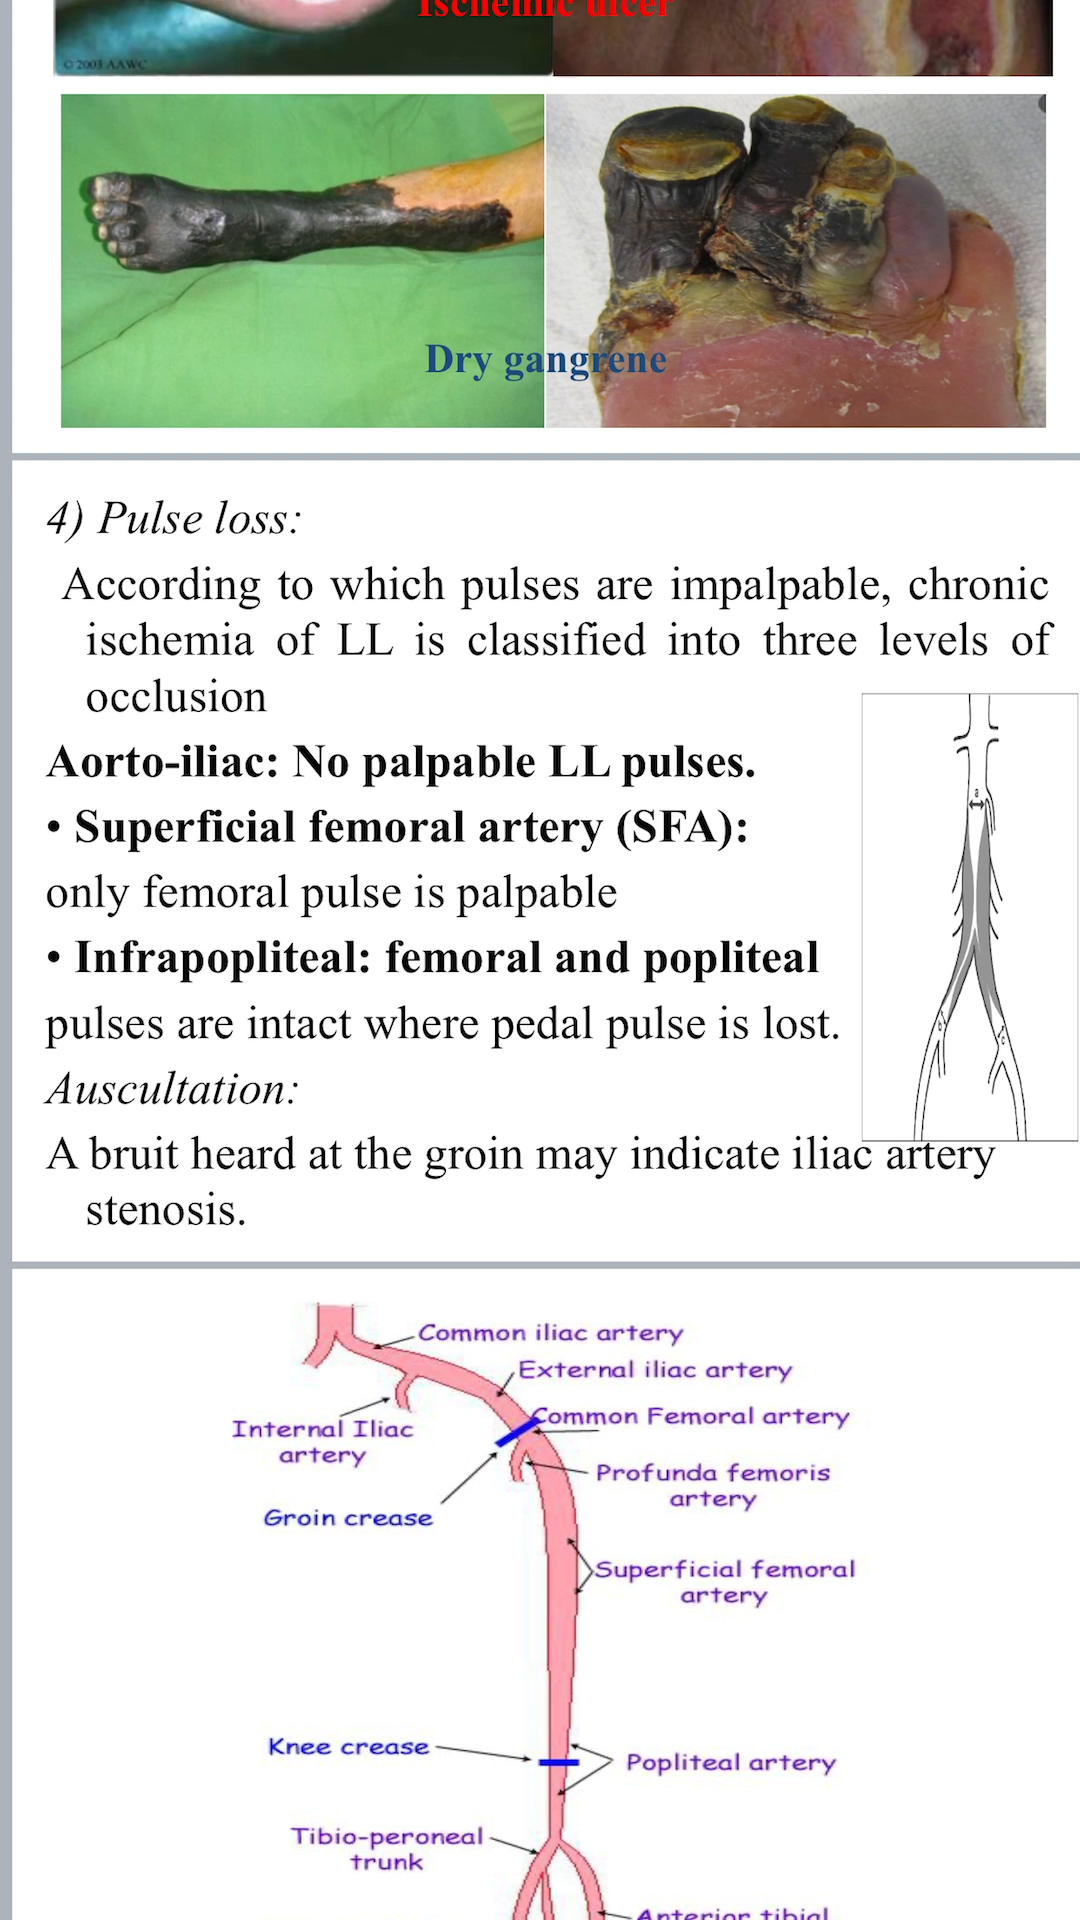 Ischemic ulcer
© 2003 AAWC
Dry gangrene
4) Pulse loss:
According to which pulses are impalpable, chronic
ischemia of LL is classified into three levels of
occlusion
Aorto-iliac: No palpable LL pulses.
• Superficial femoral artery (SFA):
only femoral pulse is palpable
• Infrapopliteal: femoral and popliteal
pulses are intact where pedal pulse is lost.
Auscultation:
A bruit heard at the groin may indicate iliac artery
stenosis.
a
Common iliac artery
External iliac artery
Common Femoral artery
Internal Iliac
artery
Profunda femoris
artery
Groin crease
Superficial femoral
artery
Knee crease
Popliteal artery
Tibio-peroneal
trunk
Anterior tibial